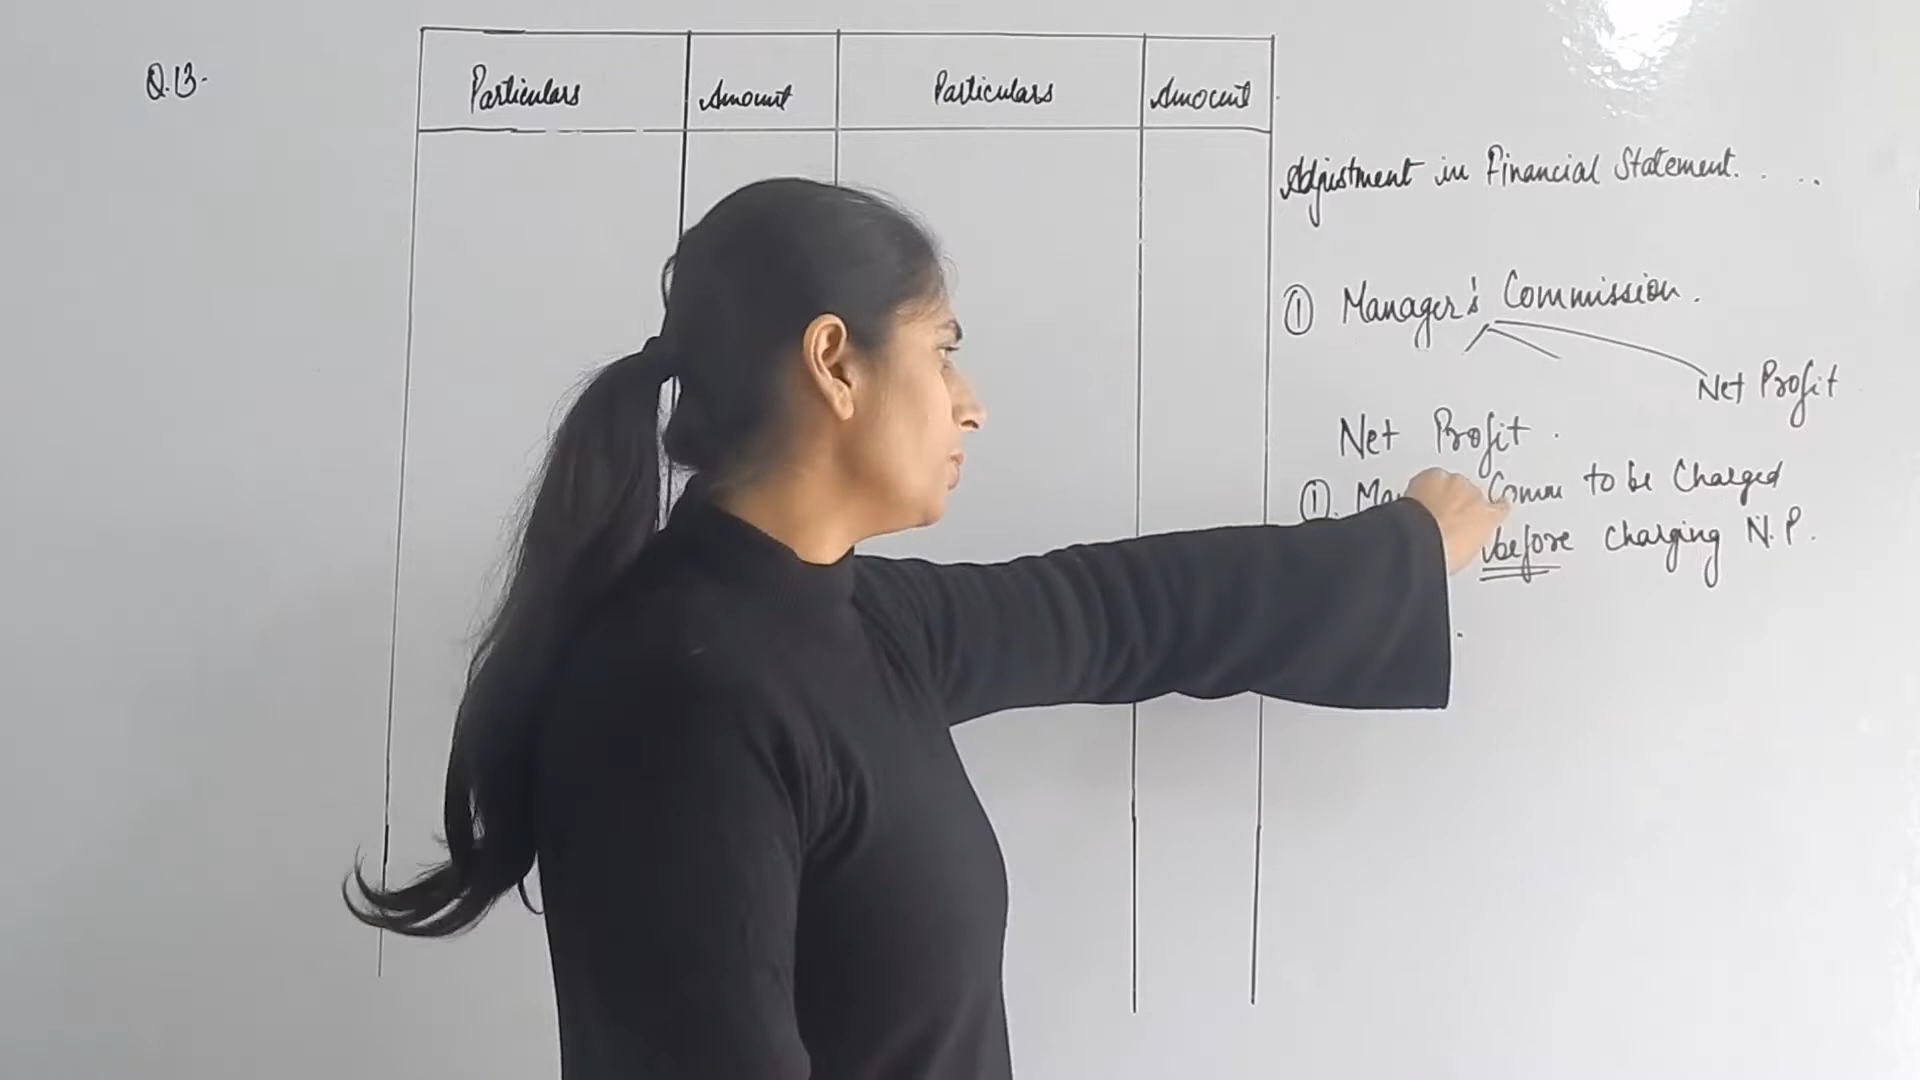 Q.13.
Particulars Amount Particulars Amount
Adjustment in Financial Statement. . ...
① Manager's Commission.
Net Profit
Net Profit.
①. Comm to be Charged
before charging N.P.